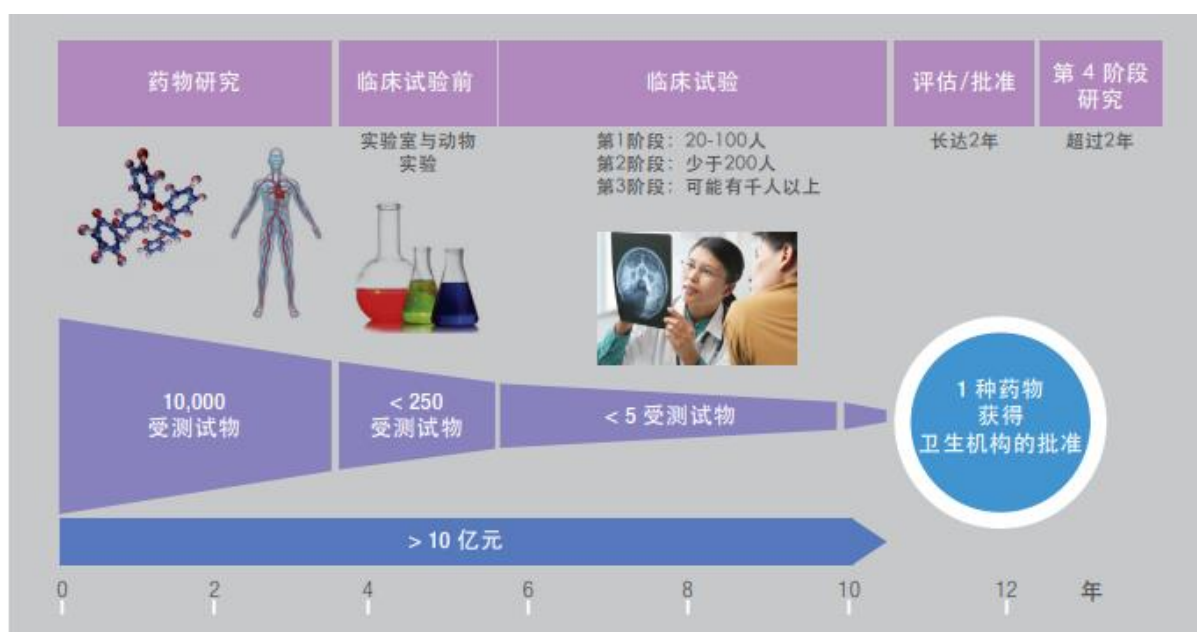 药物研究
临床试验前
临床试验
评估/批准
第 4 阶段
研究
实验室与动物
实验
第1阶段：20-100人
第2阶段：少于200人
第3阶段：可能有千人以上
长达2年
超过2年
10,000
受测试物
< 250
受测试物
< 5 受测试物
1 种药物
获得
卫生机构的批准
> 10 亿元
0 2 4 6 8 10 12 年